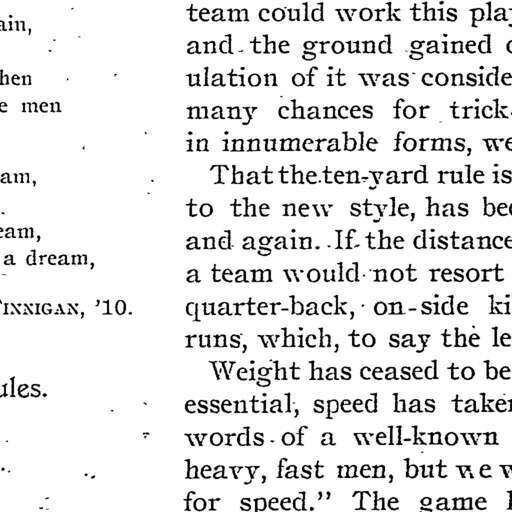 ain,
hen
e men
am,
eam,
a dream,
innigan, '10.
ules.
team could work this play
and the ground gained
ulation of it was conside
many chances for trick
in innumerable forms, we
That the ten-yard rule is
to the new style, has bee
and again. If the distance
a team would not resort
quarter-back, on-side ki
runs, which, to say the le
Weight has ceased to be
essential, speed has taken
words of a well-known
heavy, fast men, but we w
for speed." The game